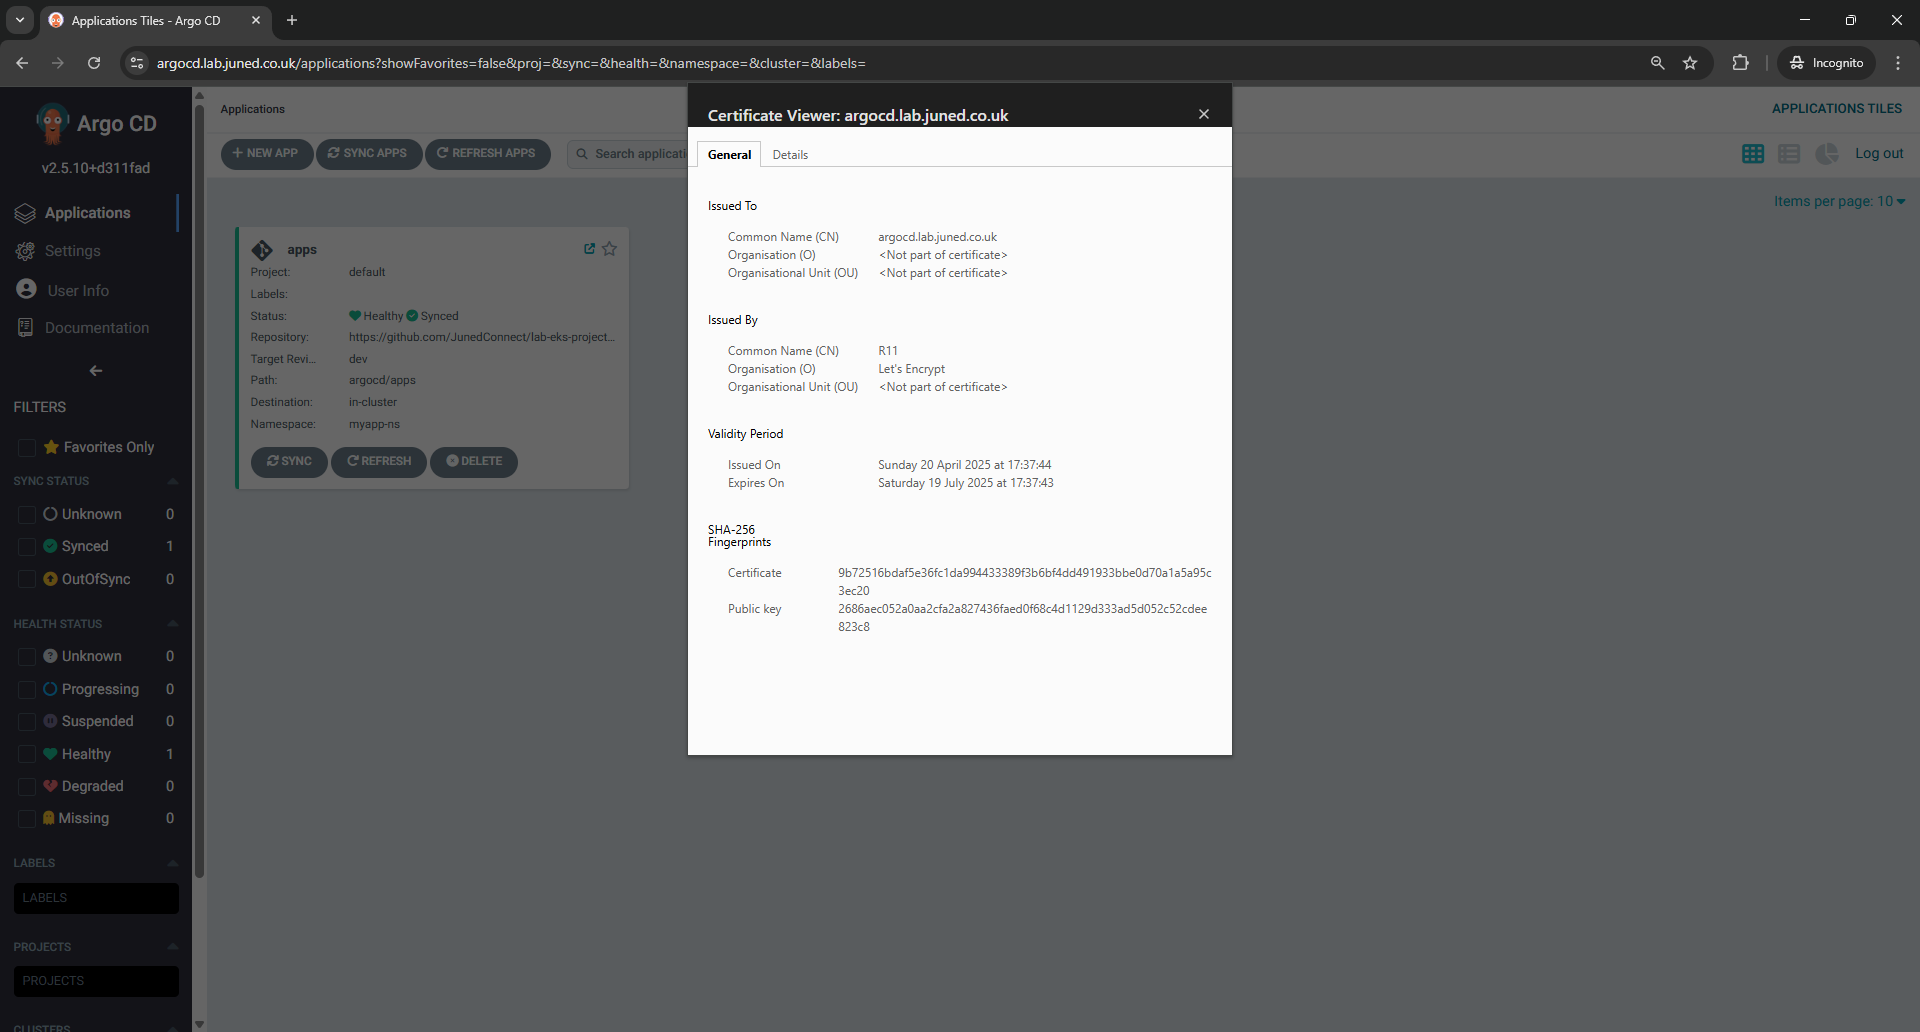 Applications Tiles - Argo CD
argocd.lab.juned.co.uk/applications?showFavorites=false&proj=&sync=&health=&namespace=&cluster=&labels=
Incognito
Argo CD
v2.5.10+d311fad
Applications
Settings
User Info
Documentation
FILTERS
Favorites Only
SYNC STATUS
Unknown 0
Synced 1
OutOfSync 0
HEALTH STATUS
Unknown 0
Progressing 0
Suspended 0
Healthy 1
Degraded 0
Missing 0
LABELS
LABELS
PROJECTS
PROJECTS
CLUSTERS
Applications
APPLICATIONS TILES
NEW APP
SYNC APPS
REFRESH APPS
Search applicati
Log out
Items per page: 10
apps
Project: default
Labels:
Status: Healthy Synced
Repository: https://github.com/JunedConnect/lab-eks-project...
Target Revi... dev
Path: argocd/apps
Destination: in-cluster
Namespace: myapp-ns
SYNC REFRESH DELETE
Certificate Viewer: argocd.lab.juned.co.uk
General Details
Issued To
Common Name (CN) argocd.lab.juned.co.uk
Organisation (O) <Not part of certificate>
Organisational Unit (OU) <Not part of certificate>
Issued By
Common Name (CN) R11
Organisation (O) Let's Encrypt
Organisational Unit (OU) <Not part of certificate>
Validity Period
Issued On Sunday 20 April 2025 at 17:37:44
Expires On Saturday 19 July 2025 at 17:37:43
SHA-256
Fingerprints
Certificate 9b72516bdaf5e36fc1da994433389f3b6bf4dd491933bbe0d70a1a5a95c
3ec20
Public key 2686aec052a0aa2cfa2a827436faed0f68c4d1129d333ad5d052c52cdee
823c8